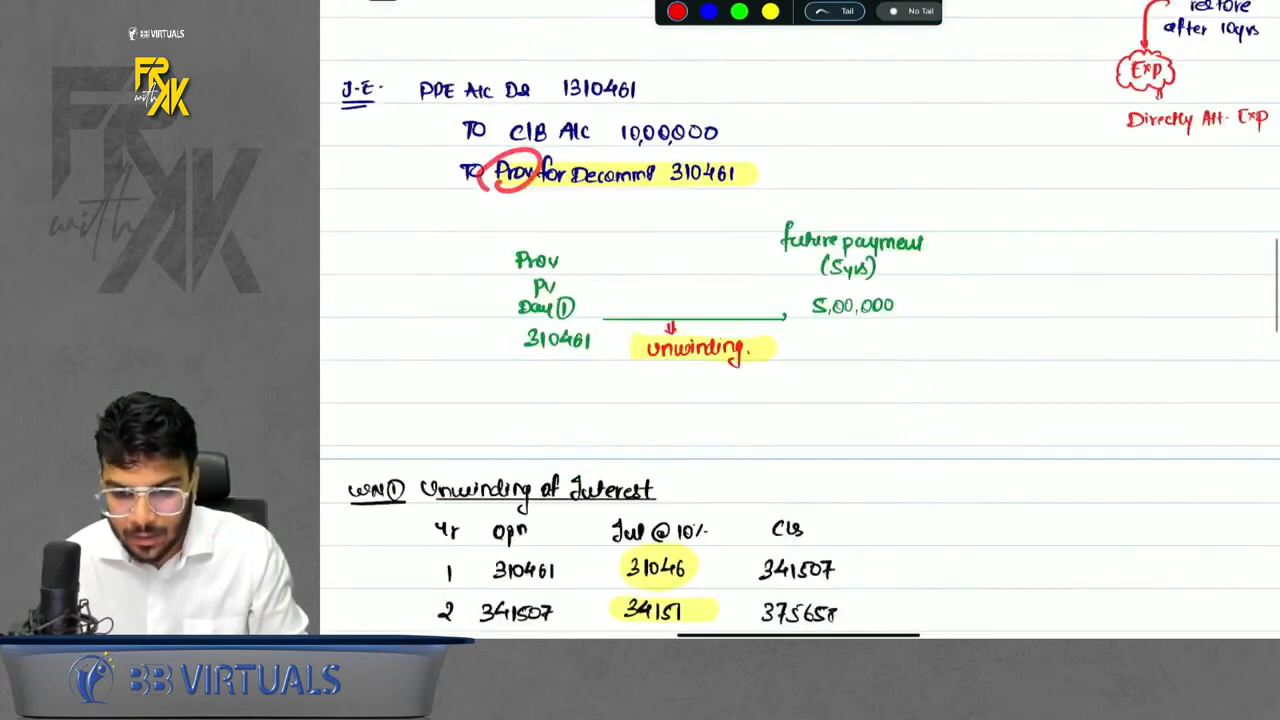 Tail
No Tail
BB VIRTUALS
FR
with AK
FR
with AK
restore
after 10yrs
Exp
Directly Att. Exp
J.E.
PPE A/c Dr 1310461
TO C/B A/c 10,00,000
TO Prov for Decomm 310461
future payment
(5yrs)
Prov
PV
Day 1
310461
5,00,000
unwinding.
WN 1 Unwinding of Interest
Yr Opn Int @ 10% Cls
1 310461 31046 341507
2 341507 34151 375658
BB VIRTUALS